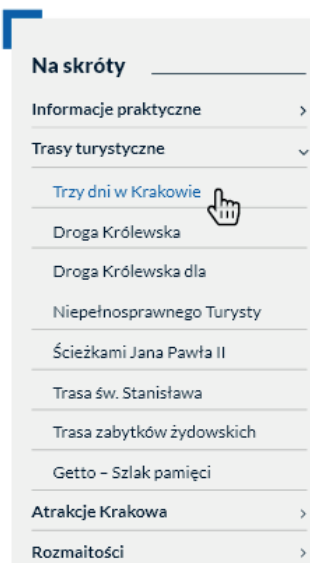 Na skróty
Informacje praktyczne
Trasy turystyczne
Trzy dni w Krakowie
Droga Królewska
Droga Królewska dla
Niepełnosprawnego Turysty
Ścieżkami Jana Pawła II
Trasa św. Stanisława
Trasa zabytków żydowskich
Getto – Szlak pamięci
Atrakcje Krakowa
Rozmaitości